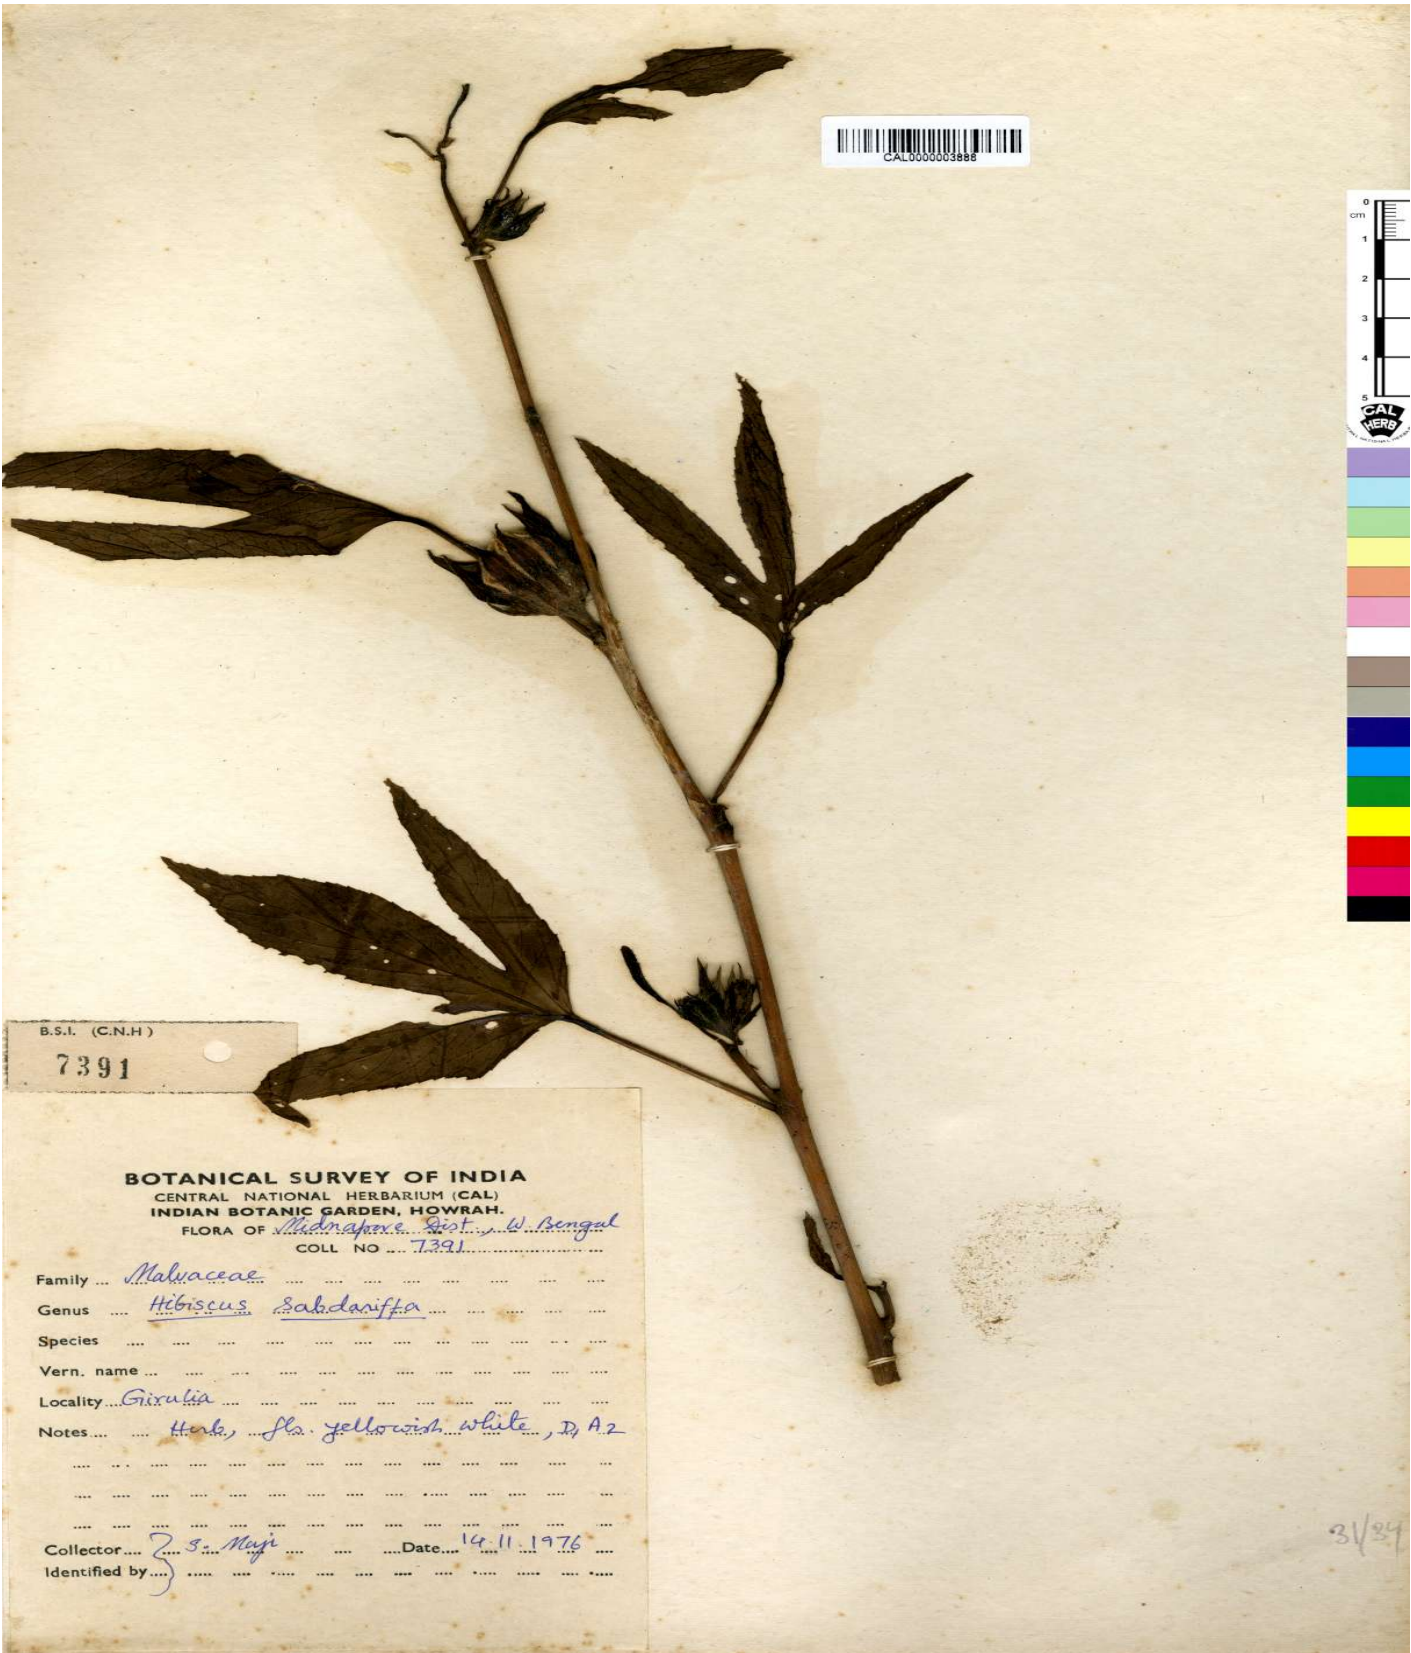 CAL0000003888
0
cm
1
2
3
4
5
CAL
HERB
B.S.I. (C.N.H)
7391
BOTANICAL SURVEY OF INDIA
CENTRAL NATIONAL HERBARIUM (CAL)
INDIAN BOTANIC GARDEN, HOWRAH.
FLORA OF Midnapore Dist., W. Bengal
COLL NO 7391
Family Malvaceae
Genus Hibiscus Sabdariffa
Species
Vern. name
Locality Girulia
Notes Herb, fls. yellowish white, D, A2
Collector S. Maji Date 14.11.1976
Identified by
31/34